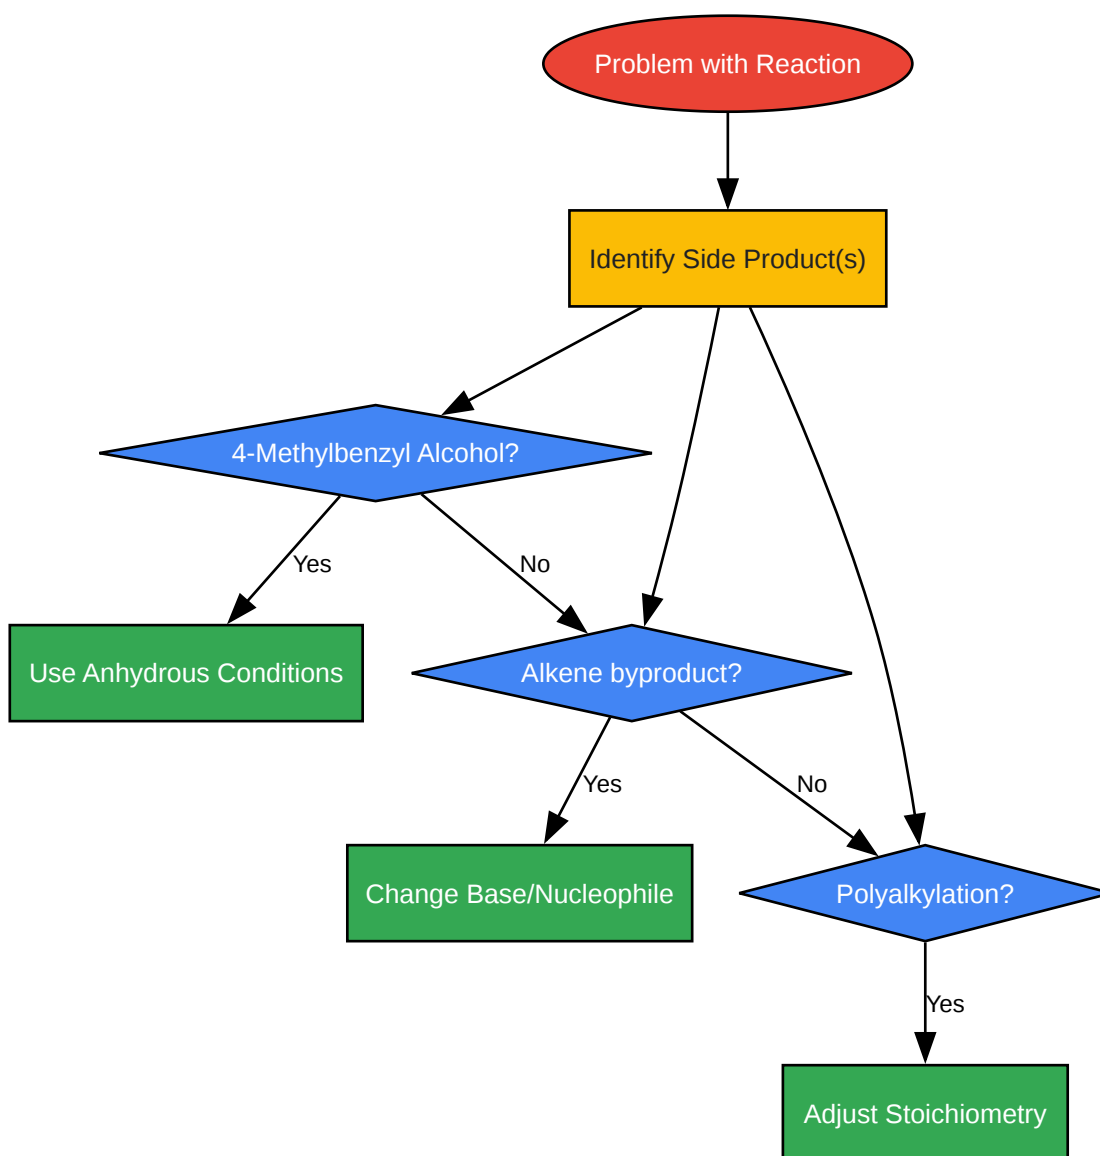 Problem with Reaction
Identify Side Product(s)
4-Methylbenzyl Alcohol?
Yes
No
Use Anhydrous Conditions
Alkene byproduct?
Yes
No
Change Base/Nucleophile
Polyalkylation?
Yes
Adjust Stoichiometry